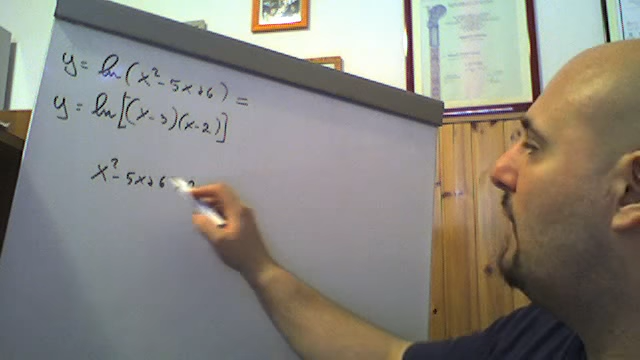 y = ln(x² - 5x + 6) =
y = ln[(x-3)(x-2)]
x² - 5x + 6